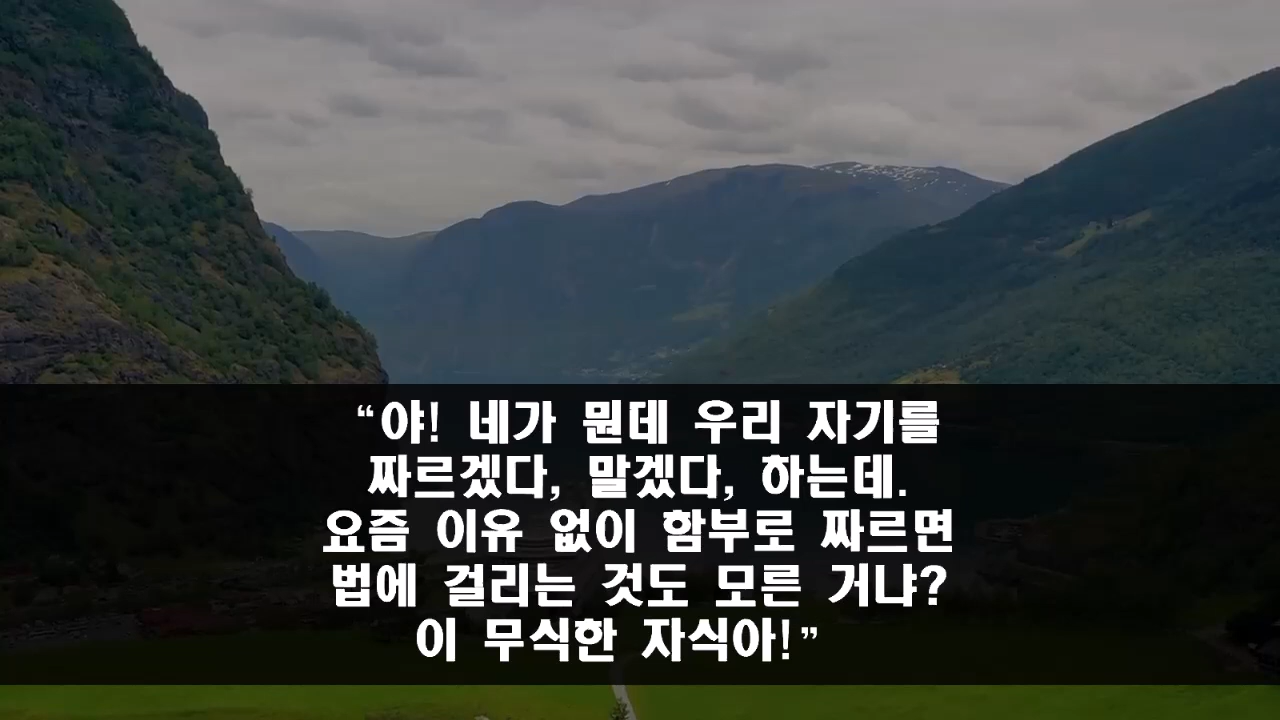 “야! 네가 뭔데 우리 자기를
짜르겠다, 말겠다, 하는데.
요즘 이유 없이 함부로 짜르면
법에 걸리는 것도 모른 거냐?
이 무식한 자식아!”